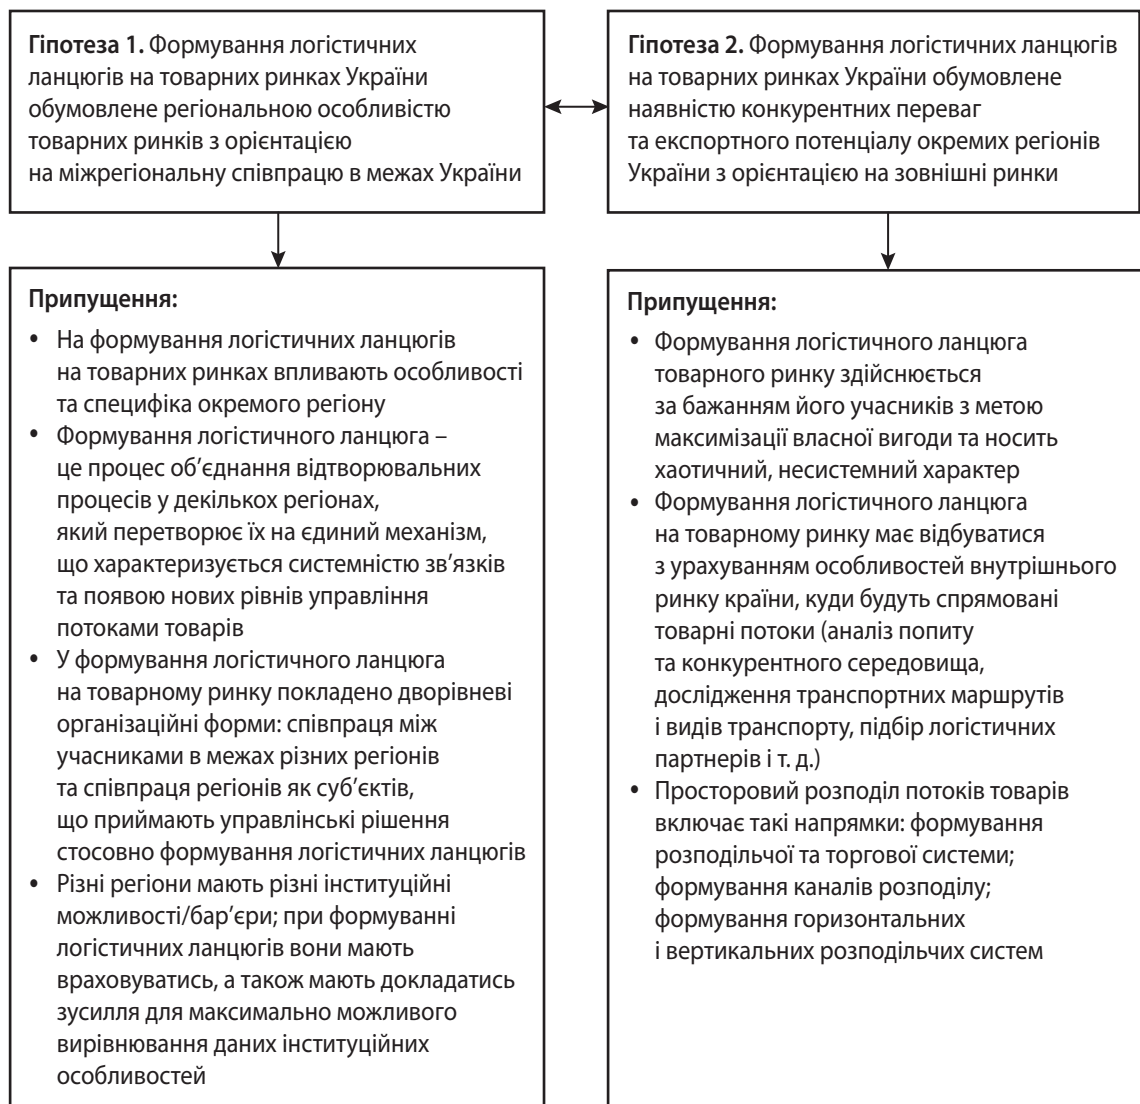 Гіпотеза 1. Формування логістичних
ланцюгів на товарних ринках України
обумовлене регіональною особливістю
товарних ринків з орієнтацією
на міжрегіональну співпрацю в межах України
Гіпотеза 2. Формування логістичних ланцюгів
на товарних ринках України обумовлене
наявністю конкурентних переваг
та експортного потенціалу окремих регіонів
України з орієнтацією на зовнішні ринки
Припущення:
• На формування логістичних ланцюгів
на товарних ринках впливають особливості
та специфіка окремого регіону
• Формування логістичного ланцюга –
це процес об’єднання відтворювальних
процесів у декількох регіонах,
який перетворює їх на єдиний механізм,
що характеризується системністю зв’язків
та появою нових рівнів управління
потоками товарів
• У формування логістичного ланцюга
на товарному ринку покладено дворівневі
організаційні форми: співпраця між
учасниками в межах різних регіонів
та співпраця регіонів як суб’єктів,
що приймають управлінські рішення
стосовно формування логістичних ланцюгів
• Різні регіони мають різні інституційні
можливості/бар’єри; при формуванні
логістичних ланцюгів вони мають
враховуватись, а також мають докладатись
зусилля для максимально можливого
вирівнювання даних інституційних
особливостей
Припущення:
• Формування логістичного ланцюга
товарного ринку здійснюється
за бажанням його учасників з метою
максимізації власної вигоди та носить
хаотичний, несистемний характер
• Формування логістичного ланцюга
на товарному ринку має відбуватися
з урахуванням особливостей внутрішнього
ринку країни, куди будуть спрямовані
товарні потоки (аналіз попиту
та конкурентного середовища,
дослідження транспортних маршрутів
і видів транспорту, підбір логістичних
партнерів і т. д.)
• Просторовий розподіл потоків товарів
включає такі напрямки: формування
розподільчої та торгової системи;
формування каналів розподілу;
формування горизонтальних
і вертикальних розподільчих систем